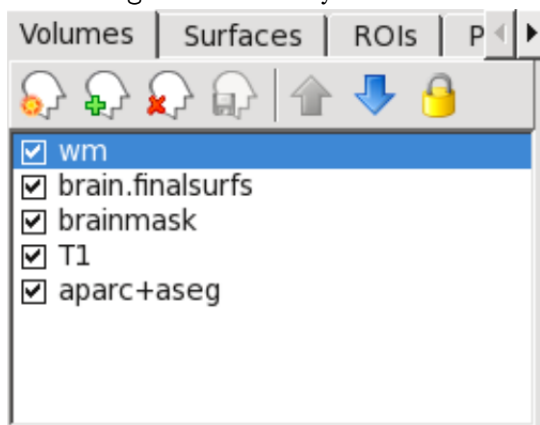 Volumes Surfaces ROIs P
wm
brain.finalsurfs
brainmask
T1
aparc+aseg